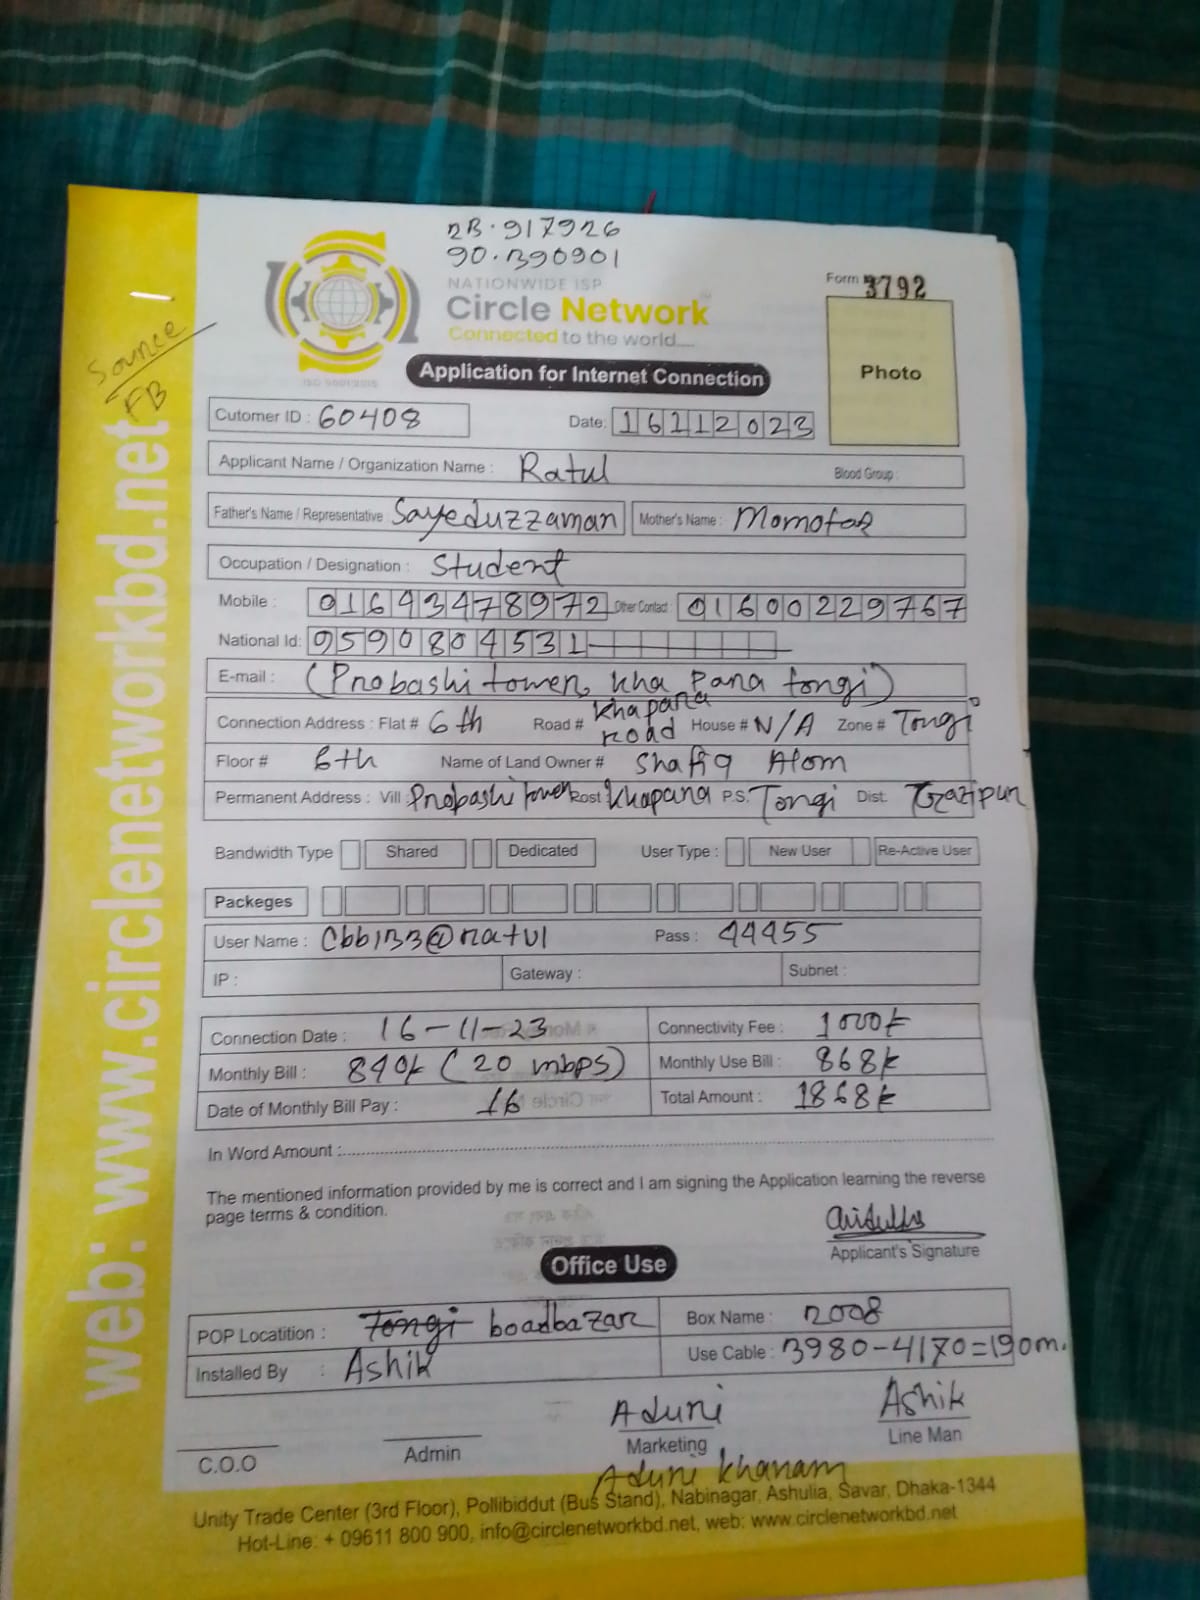 2B.917926
90.390901
NATIONWIDE ISP
Circle Network
Connected to the world....
ISO 9001:2015
Form 3792
Photo
Source
FB
web: www.circlenetworkbd.net
Application for Internet Connection
Cutomer ID : 60408 Date: 16112023
Applicant Name / Organization Name : Ratul Blood Group :
Father's Name / Representative Sayeduzzaman Mother's Name : Momotaz
Occupation / Designation : Student
Mobile : 01643478972 Other Contact : 01600229767
National Id: 9590804531
E-mail : (Probashi tower, kha Para tongi)
Connection Address : Flat # 6th Road # khapara road House # N/A Zone # Tongi
Floor # 6th Name of Land Owner # Shafiq Alom
Permanent Address : Vill Probashi tower Post Khapara P.S. Tongi Dist. Gazipur
Bandwidth Type Shared Dedicated User Type : New User Re-Active User
Packeges
User Name : Cbb133@ratul Pass : 44455
IP : Gateway : Subnet :
Connection Date : 16-11-23 Connectivity Fee : 1000৳
Monthly Bill : 840৳ (20 mbps) Monthly Use Bill : 868৳
Date of Monthly Bill Pay : 16 Total Amount : 1868৳
In Word Amount :
The mentioned information provided by me is correct and I am signing the Application learning the reverse
page terms & condition.
Applicant's Signature
Office Use
POP Locatition : Tongi boardbazar Box Name : 2008
Installed By : Ashik Use Cable : 3980-4170=190m.
Aduri Ashik
C.O.O Admin Marketing Line Man
Aduri Khanam
Unity Trade Center (3rd Floor), Pollibiddut (Bus Stand), Nabinagar, Ashulia, Savar, Dhaka-1344
Hot-Line: + 09611 800 900, info@circlenetworkbd.net, web: www.circlenetworkbd.net